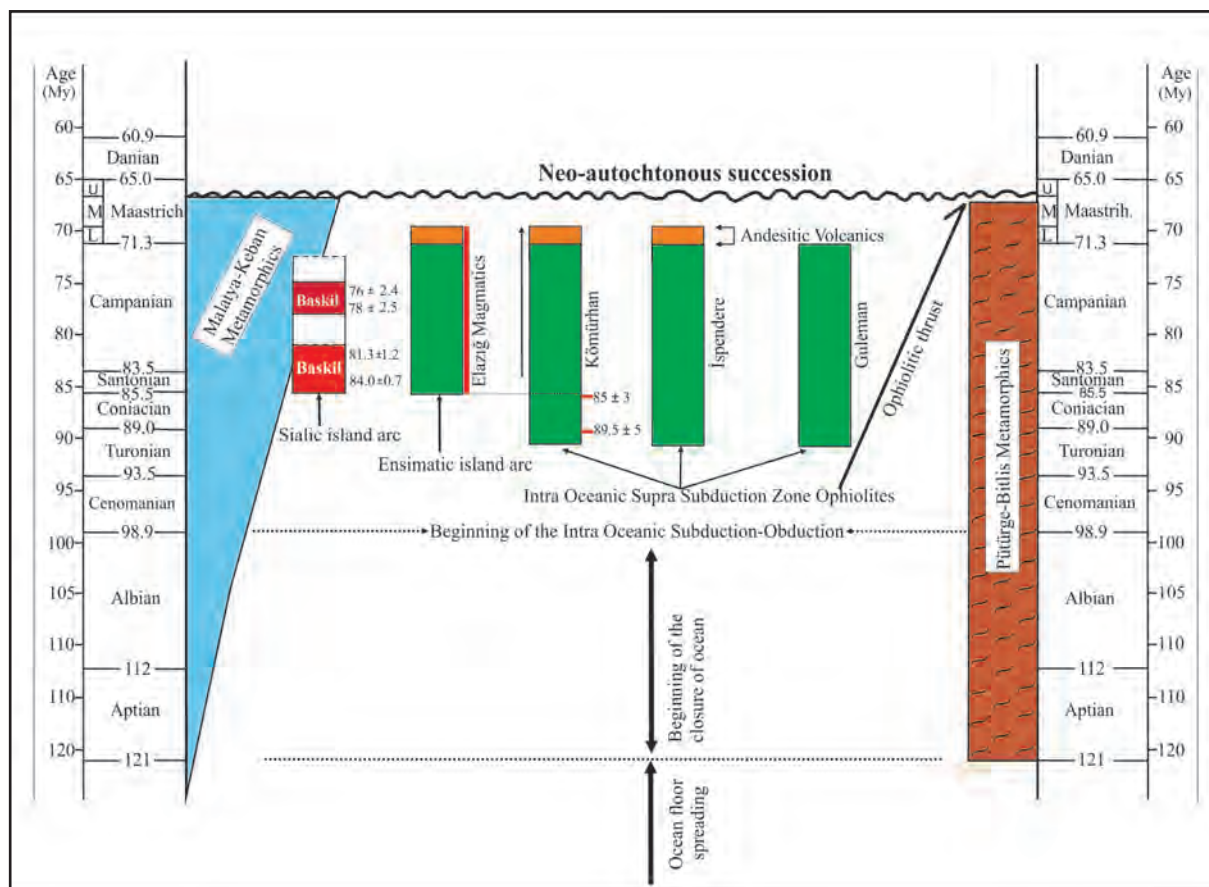 Age
(My)
60
65
70
75
80
85
90
95
100
105
110
110
120
60.9
Danian
65.0
U
M
L
Maastrich
71.3
Campanian
83.5
Santonian
85.5
Coniacian
89.0
Turonian
93.5
Cenomanian
98.9
Albian
112
Aptian
121
Malatya-Keban
Metamorphics
Neo-autochtonous succession
Baskil
76 ± 2.4
78 ± 2.5
Baskil
81.3±1.2
84.0±0.7
Sialic island arc
Elazığ Magmatics
Ensimatic island arc
Kömürhan
85 ± 3
89.5 ± 5
İspendere
Andesitic Volcanics
Guleman
Ophiolitic thrust
Intra Oceanic Supra Subduction Zone Ophiolites
Beginning of the Intra Oceanic Subduction-Obduction
Beginning of the
closure of ocean
Ocean floor
spreading
Pütürge-Bitlis Metamorphics
60.9
Danian
65.0
U
M
L
Maastrih.
71.3
Campanian
83.5
Santonian
85.5
Coniacian
89.0
Turonian
93.5
Cenomanian
98.9
Albian
112
Aptian
121
Age
(My)
60
65
70
75
80
85
90
95
100
105
110
110
120